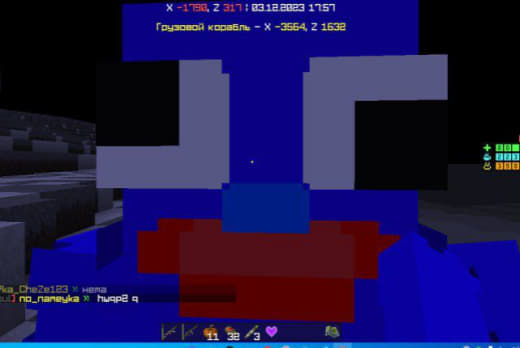 X -1790, Z 317 : 03.12.2023 17:57
Грузовой корабль - X -3564, Z 1632
ka_CheZe123 » нема
] no_nameyka » hwqp2 q
11 32 3